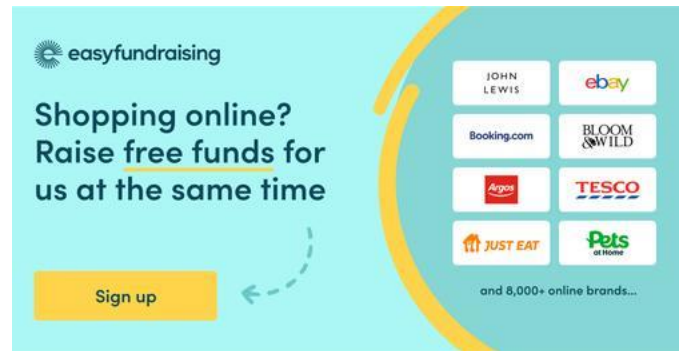 easyfundraising
Shopping online?
Raise free funds for
us at the same time
Sign up
JOHN
LEWIS
ebay
Booking.com
BLOOM
&WILD
Argos
TESCO
JUST EAT
Pets
at Home
and 8,000+ online brands...